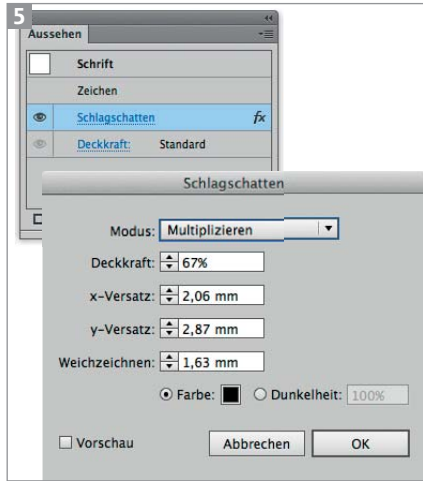 5
Aussehen
Schrift
Zeichen
Schlagschatten fx
Deckkraft: Standard
Schlagschatten
Modus: Multiplizieren
Deckkraft: 67%
x-Versatz: 2,06 mm
y-Versatz: 2,87 mm
Weichzeichnen: 1,63 mm
Farbe: Dunkelheit: 100%
Vorschau Abbrechen OK